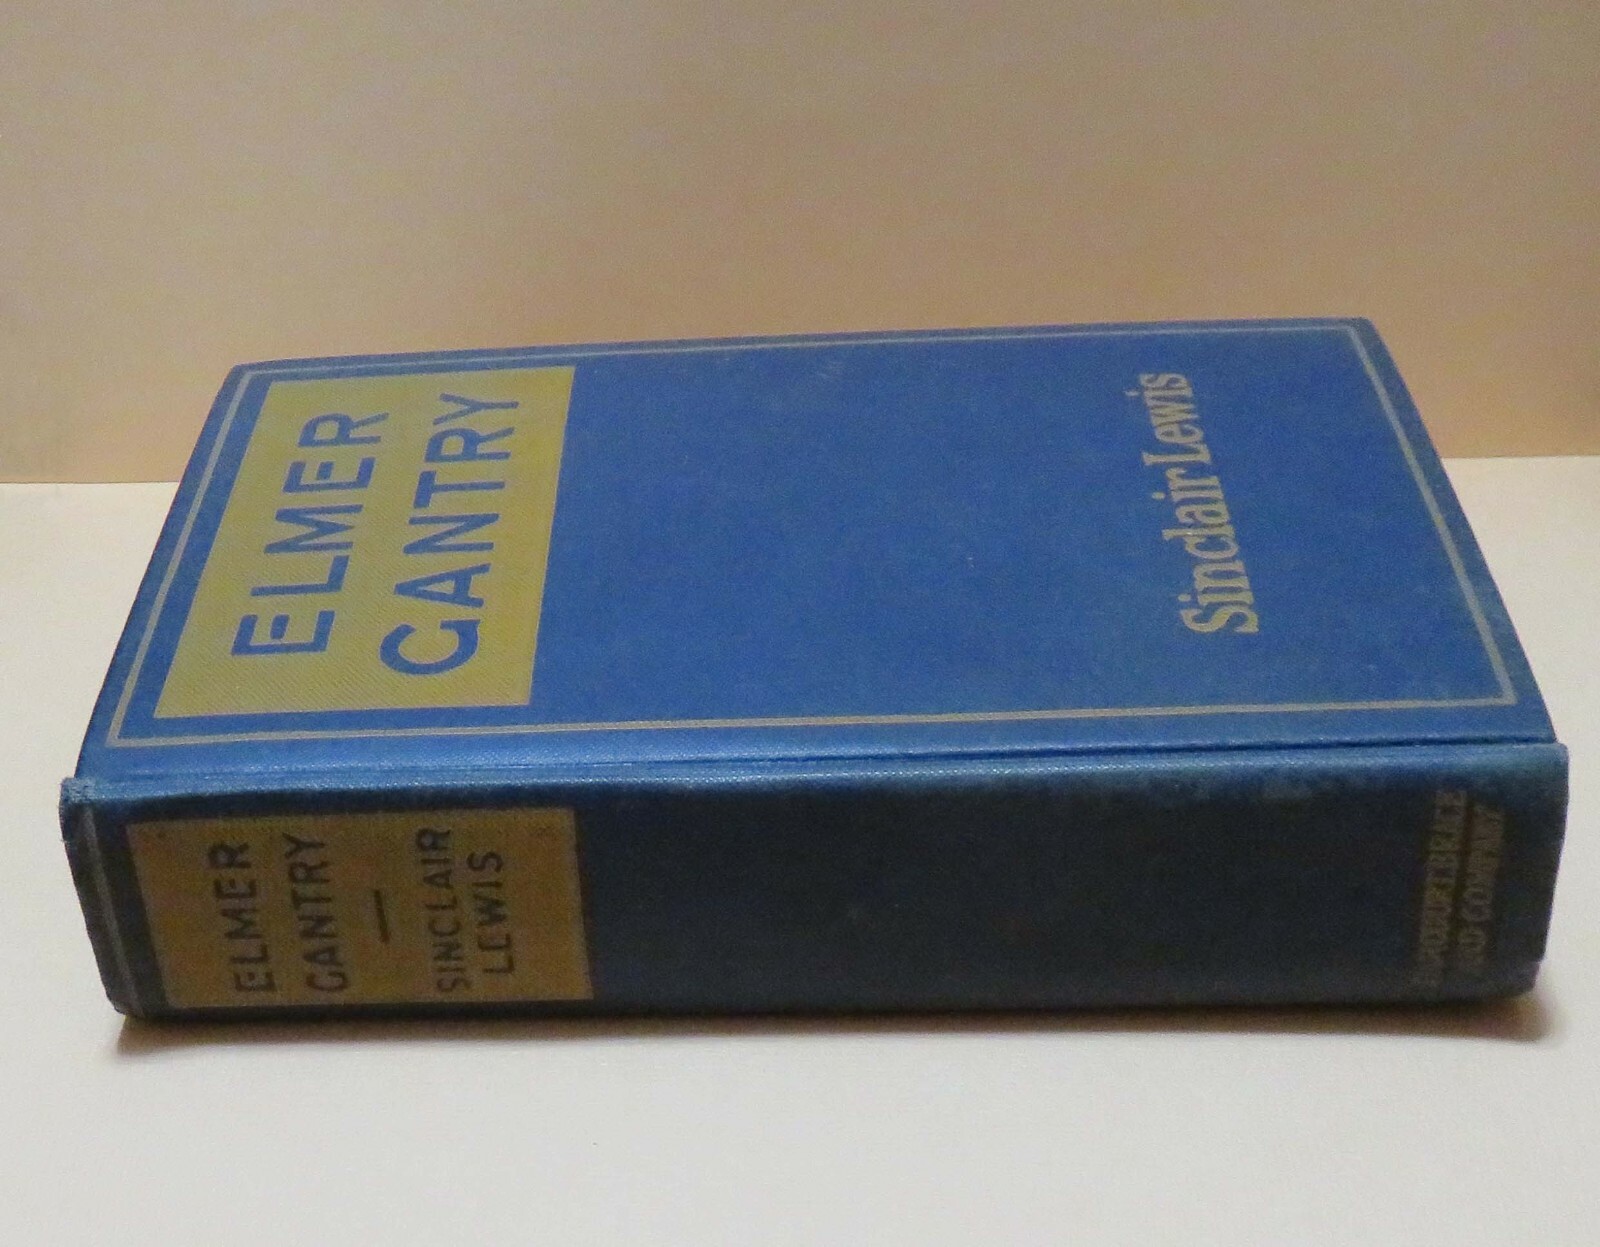 ELMER
GANTRY
Sinclair Lewis
ELMER
GANTRY
SINCLAIR
LEWIS
HARCOURT, BRACE
AND COMPANY